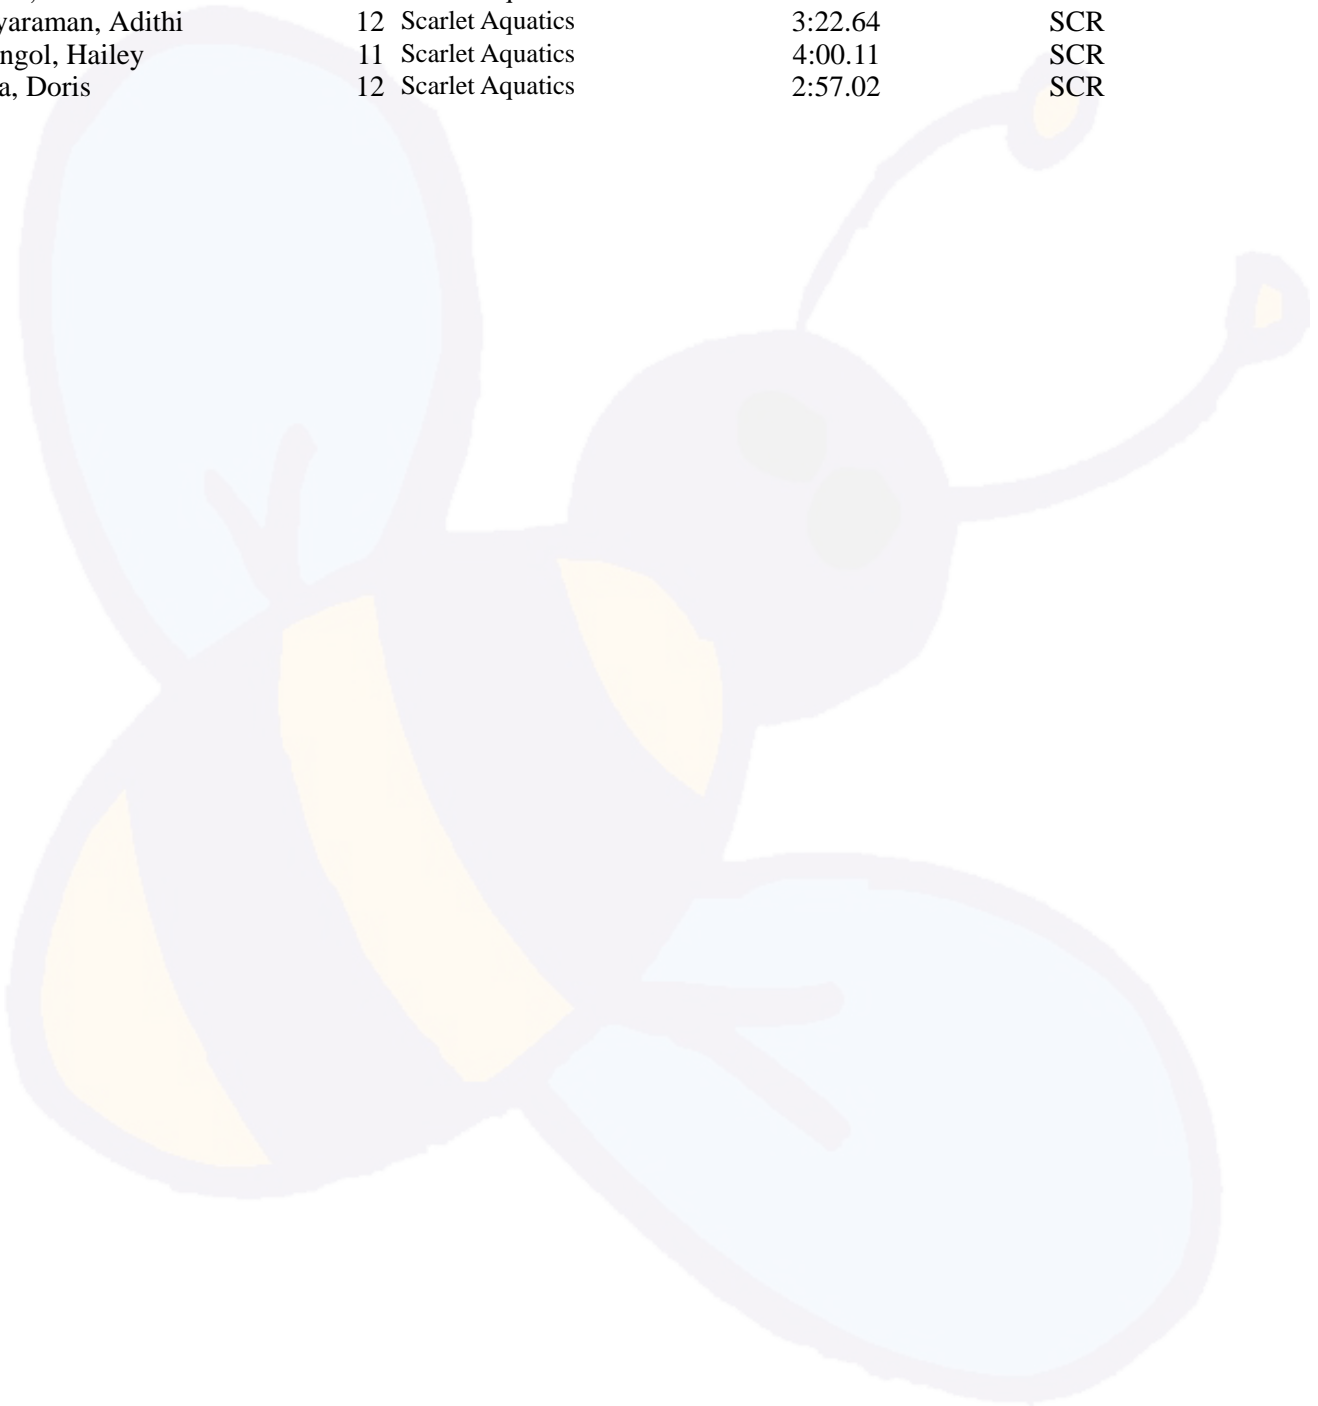 yaraman, Adithi 12 Scarlet Aquatics 3:22.64 SCR
ngol, Hailey 11 Scarlet Aquatics 4:00.11 SCR
a, Doris 12 Scarlet Aquatics 2:57.02 SCR